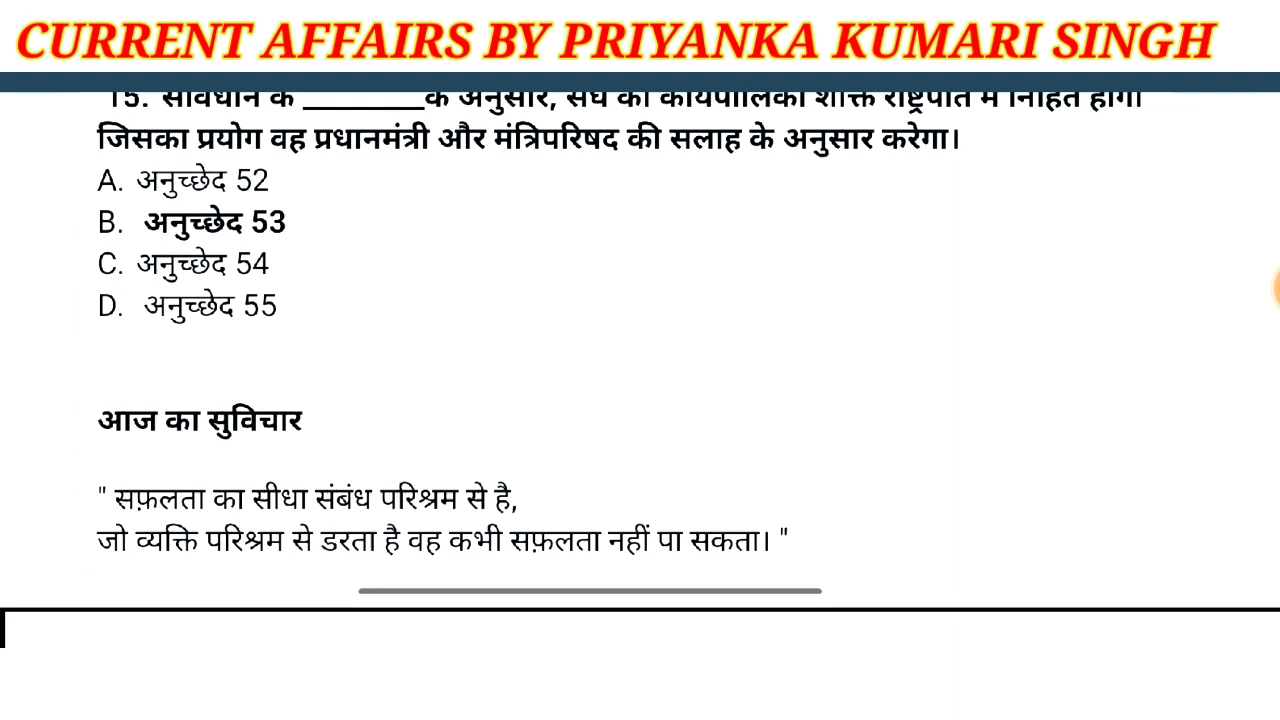 CURRENT AFFAIRS BY PRIYANKA KUMARI SINGH
15. संविधान के ________के अनुसार, संघ की कार्यपालिका शक्ति राष्ट्रपति में निहित होगी
जिसका प्रयोग वह प्रधानमंत्री और मंत्रिपरिषद की सलाह के अनुसार करेगा।
A. अनुच्छेद 52
B. अनुच्छेद 53
C. अनुच्छेद 54
D. अनुच्छेद 55
आज का सुविचार
" सफ़लता का सीधा संबंध परिश्रम से है,
जो व्यक्ति परिश्रम से डरता है वह कभी सफ़लता नहीं पा सकता। "